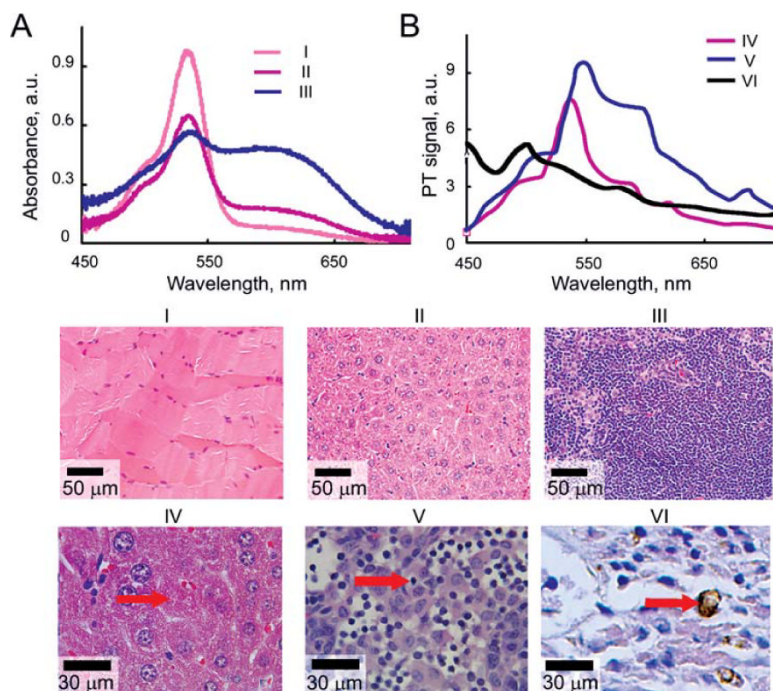 A
B
0.9
0.6
0.3
0
Absorbance, a.u.
450
550
650
Wavelength, nm
I
II
III
9
6
3
0
PT signal, a.u.
450
550
650
Wavelength, nm
IV
V
VI
I
II
III
50 μm
50 μm
50 μm
IV
V
VI
30 μm
30 μm
30 μm